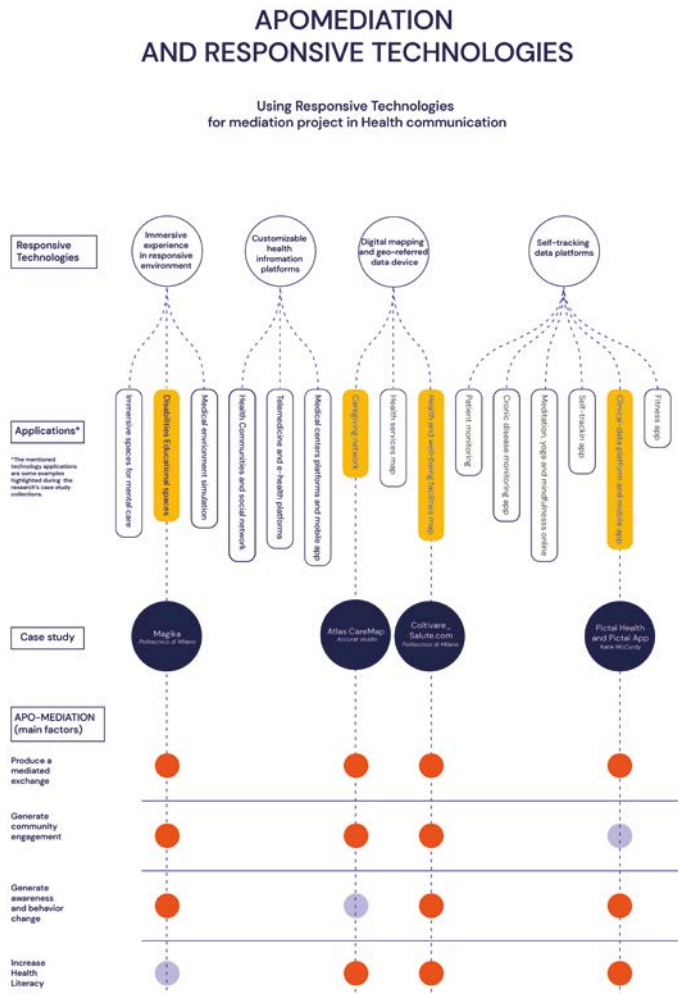 APOMEDIATION
AND RESPONSIVE TECHNOLOGIES
Using Responsive Technologies
for mediation project in Health communication
Responsive
Technologies
Immersive
experience
in responsive
environment
Customizable
health
infromation
platforms
Digital mapping
and geo-referred
data device
Self-tracking
data platforms
Applications*
*The mentioned
technology applications
are some examples
highlighted during the
research's case study
collections.
Immersive spaces for mental care
Disabilities Educational spaces
Medical environment simulation
Health Communities and social network
Telemedicine and e-health platforms
Medical centers platforms and mobile app
Caregiving network
Health services map
Health and well-being facilities map
Patient monitoring
Cronic disease monitoring app
Meditation, yoga and mindfulnesss online
Self-trackin app
Clinical-data platform and mobile app
Fitness app
Case study
Magika
Politecnico di Milano
Atlas CareMap
Accurat studio
Coltivare_
Salute.com
Politecnico di Milano
Pictal Health
and Pictal App
Katie McCurdy
APO-MEDIATION
(main factors)
Produce a
mediated
exchange
Generate
community
engagement
Generate
awareness
and behavior
change
Increase
Health
Literacy